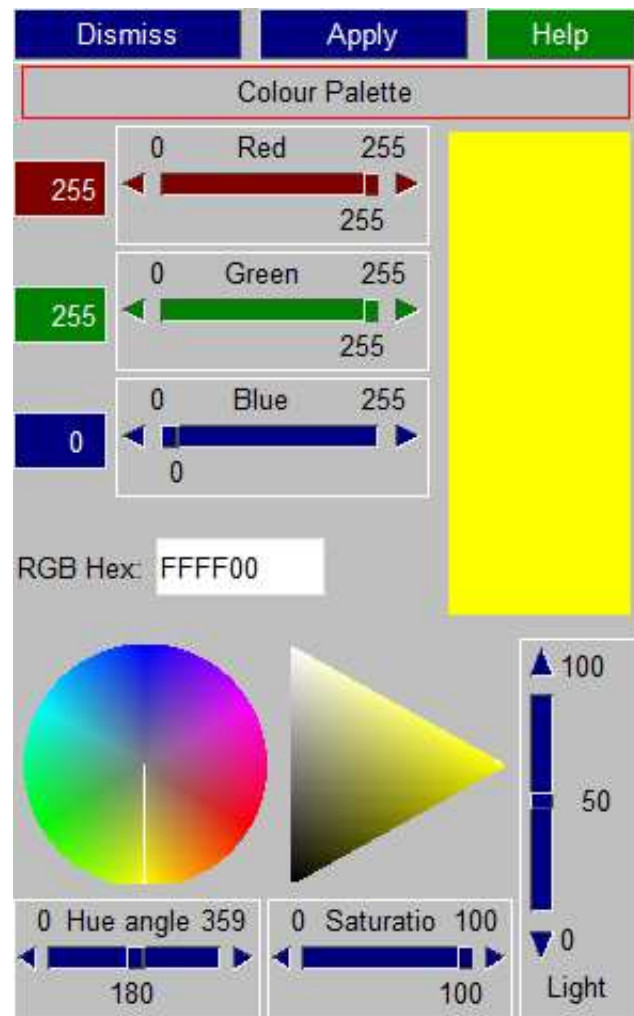 Dismiss Apply Help
Colour Palette
0 Red 255
255
255
0 Green 255
255
255
0 Blue 255
0
0
RGB Hex: FFFF00
100
50
0
Light
0 Hue angle 359
180
0 Saturatio 100
100